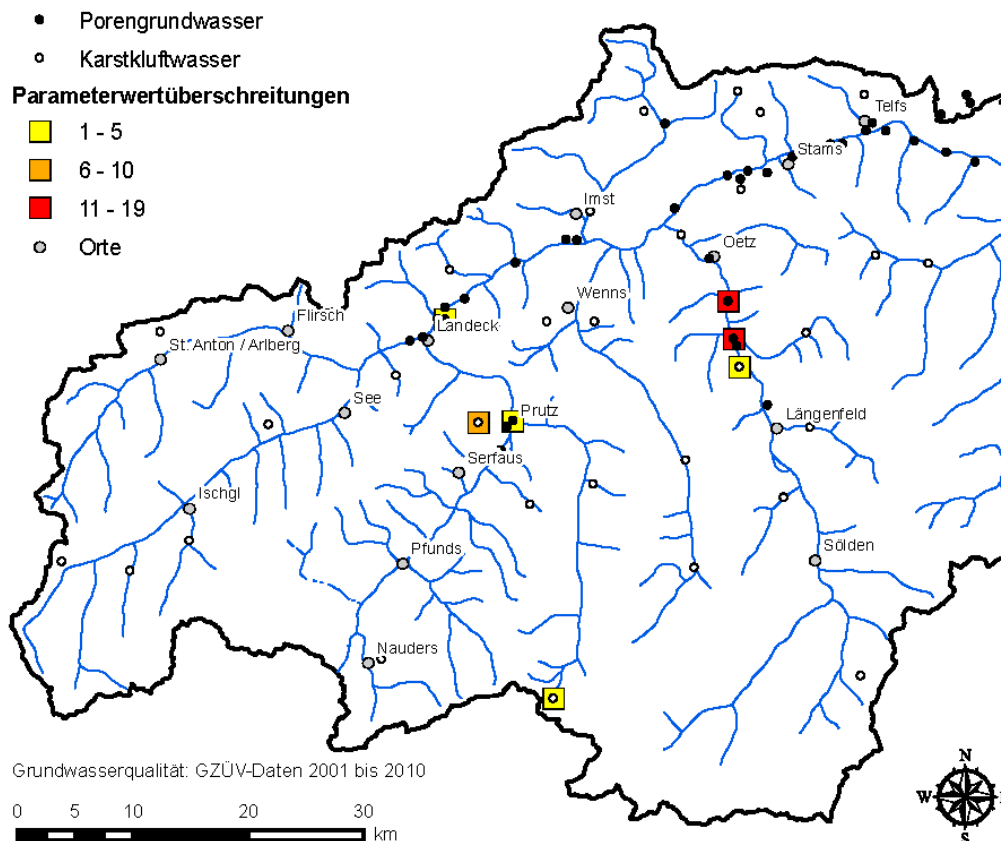 Porengrundwasser
Karstkluftwasser
Parameterwertüberschreitungen
1 - 5
6 - 10
11 - 19
Orte
Telfs
Stams
Imst
Oetz
Wenns
Flirsch
Landeck
St. Anton / Arlberg
See
Prutz
Längenfeld
Serfaus
Ischgl
Pfunds
Sölden
Nauders
Grundwasserqualität: GZÜV-Daten 2001 bis 2010
0 5 10 20 30
km
N
W
S